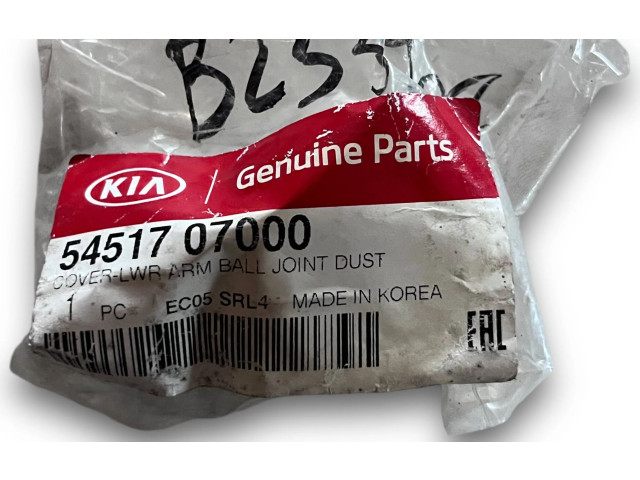 KIA Genuine Parts
54517 07000
COVER-LWR ARM BALL JOINT DUST
1 PC EC05 SRL4 MADE IN KOREA
EAC